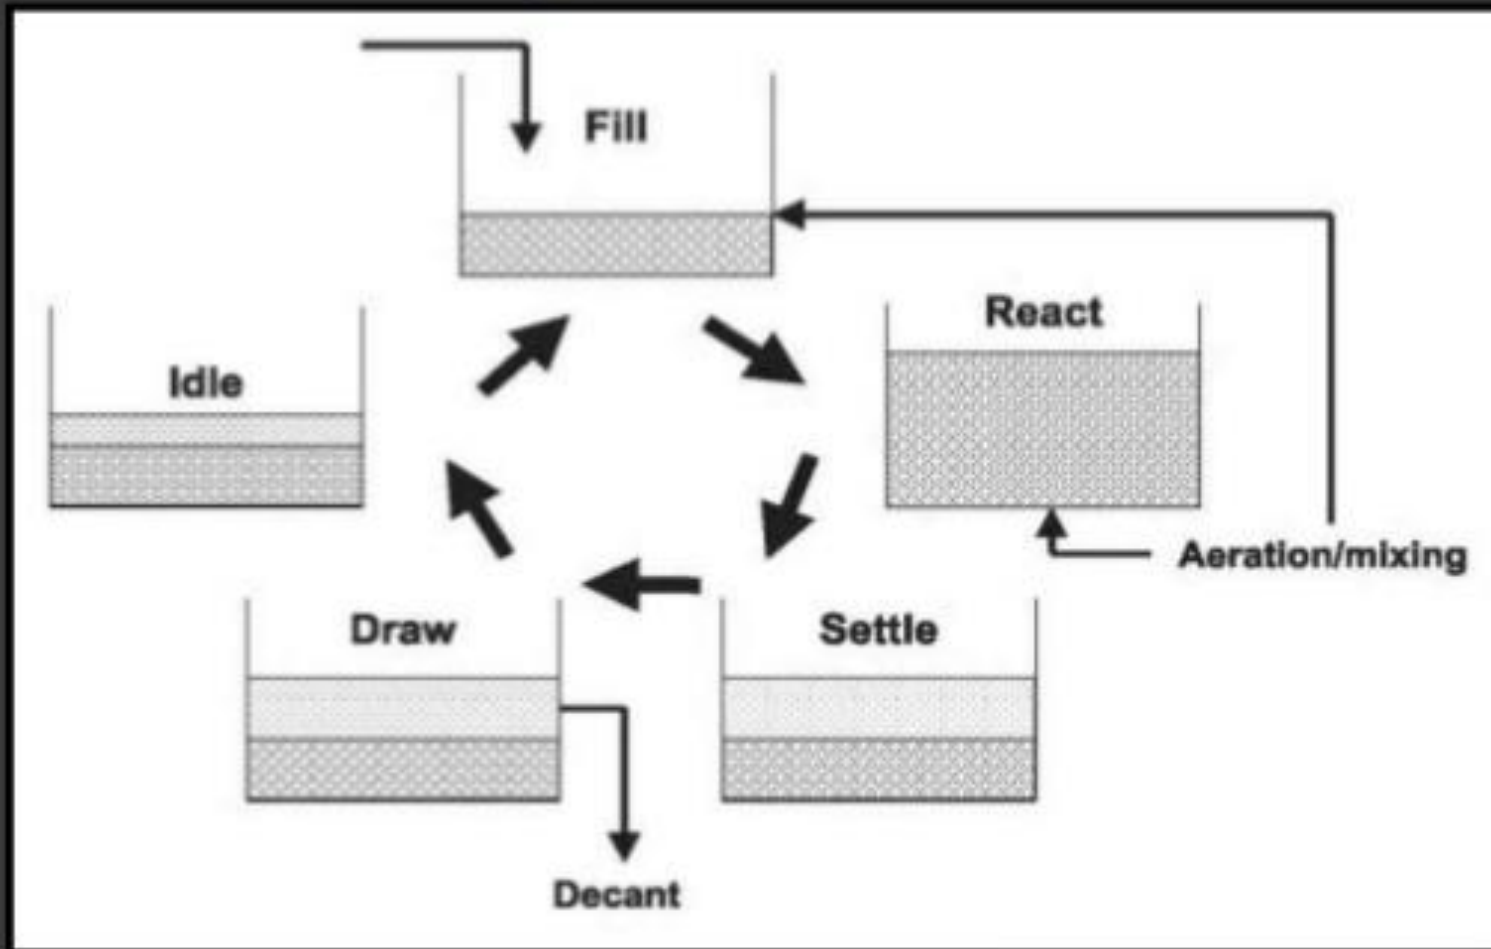 Fill
React
Idle
Aeration/mixing
Draw
Settle
Decant